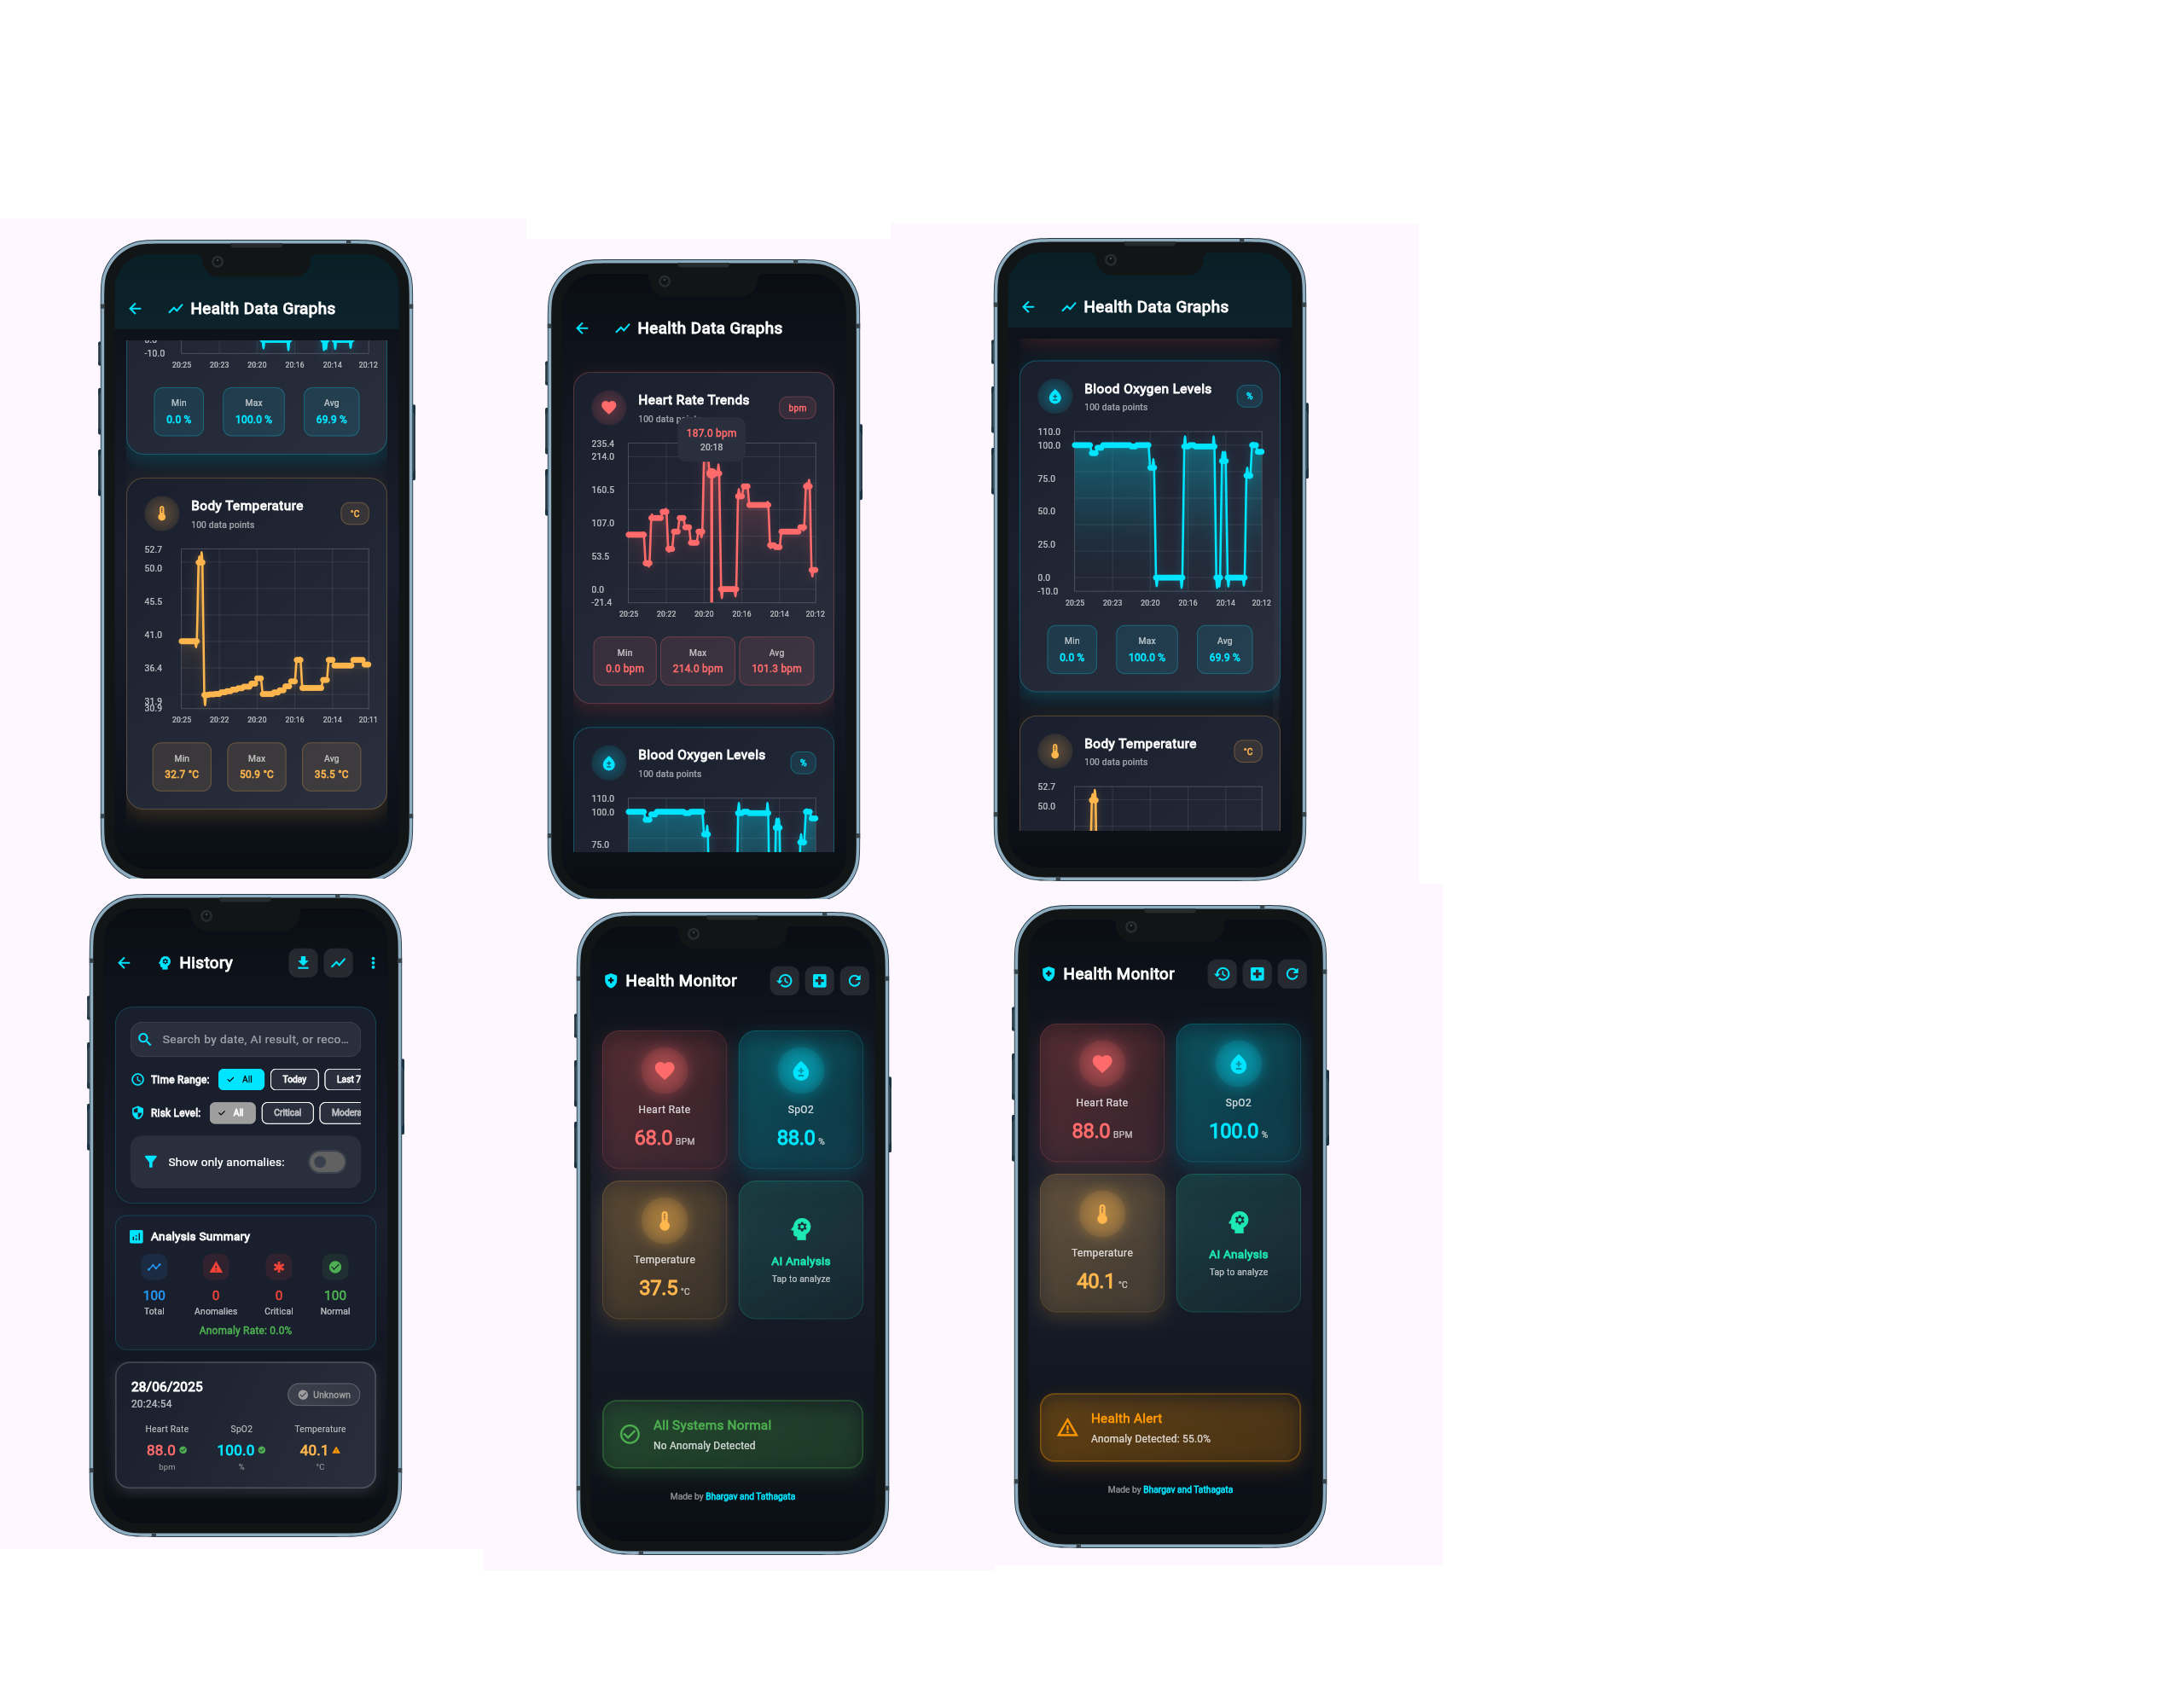 Health Data Graphs
-10.0
20:25 20:23 20:20 20:16 20:14 20:12
Min Max Avg
0.0 % 100.0 % 69.9 %
Body Temperature
100 data points
°C
52.7
50.0
45.5
41.0
36.4
31.9
30.9
20:25 20:22 20:20 20:16 20:14 20:11
Min Max Avg
32.7 °C 50.9 °C 35.5 °C
Health Data Graphs
Heart Rate Trends
100 data
bpm
187.0 bpm
20:18
235.4
214.0
160.5
107.0
53.5
0.0
-21.4
20:25 20:22 20:20 20:16 20:14 20:12
Min Max Avg
0.0 bpm 214.0 bpm 101.3 bpm
Blood Oxygen Levels
100 data points
%
110.0
100.0
75.0
Health Data Graphs
Blood Oxygen Levels
100 data points
%
110.0
100.0
75.0
50.0
25.0
0.0
-10.0
20:25 20:23 20:20 20:16 20:14 20:12
Min Max Avg
0.0 % 100.0 % 69.9 %
Body Temperature
100 data points
°C
52.7
50.0
History
Search by date, AI result, or reco...
Time Range: All Today Last 7
Risk Level: All Critical Modera
Show only anomalies:
Analysis Summary
100 0 0 100
Total Anomalies Critical Normal
Anomaly Rate: 0.0%
28/06/2025
20:24:54
Unknown
Heart Rate SpO2 Temperature
88.0 100.0 40.1
bpm % °C
Health Monitor
Heart Rate SpO2
68.0 BPM 88.0 %
Temperature
37.5 °C
AI Analysis
Tap to analyze
All Systems Normal
No Anomaly Detected
Made by Bhargav and Tathagata
Health Monitor
Heart Rate SpO2
88.0 BPM 100.0 %
Temperature
40.1 °C
AI Analysis
Tap to analyze
Health Alert
Anomaly Detected: 55.0%
Made by Bhargav and Tathagata